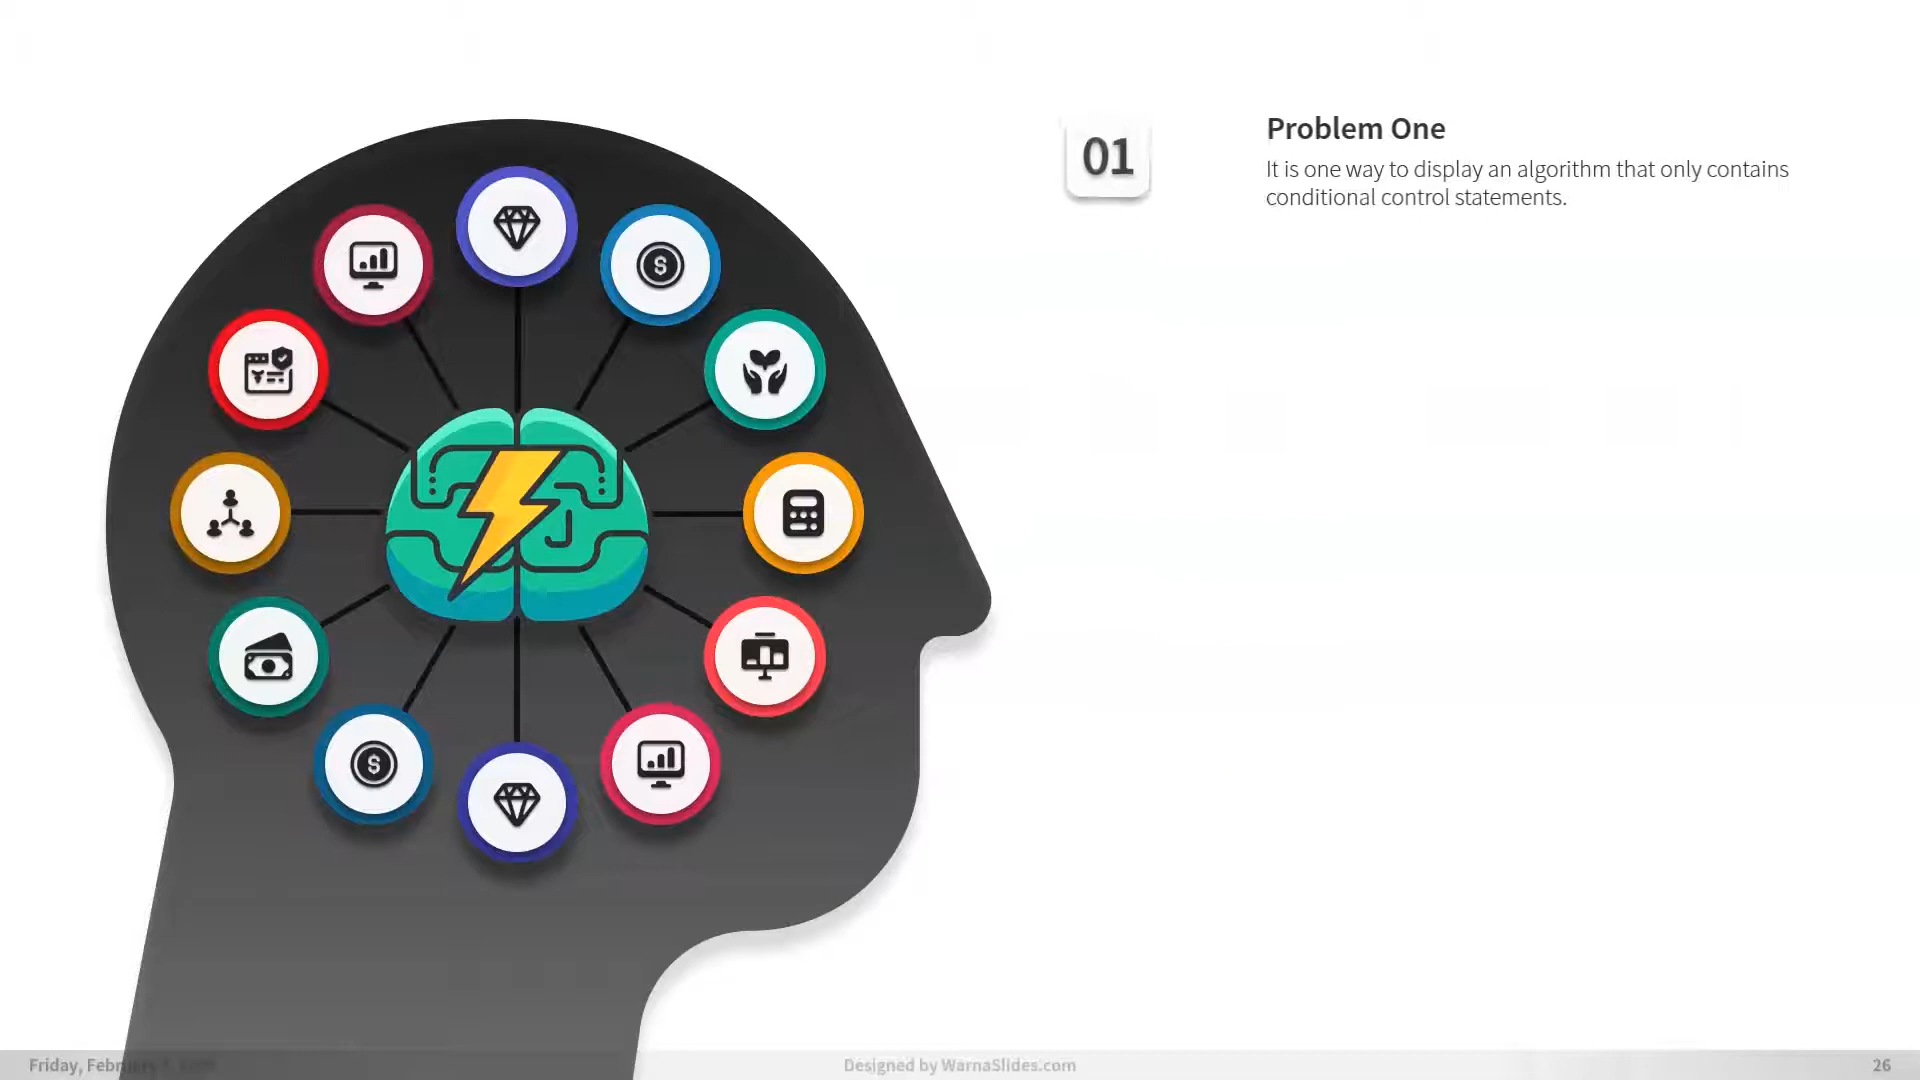 01
Problem One
It is one way to display an algorithm that only contains
conditional control statements.
Friday,
Designed by WarnaSlides.com
26